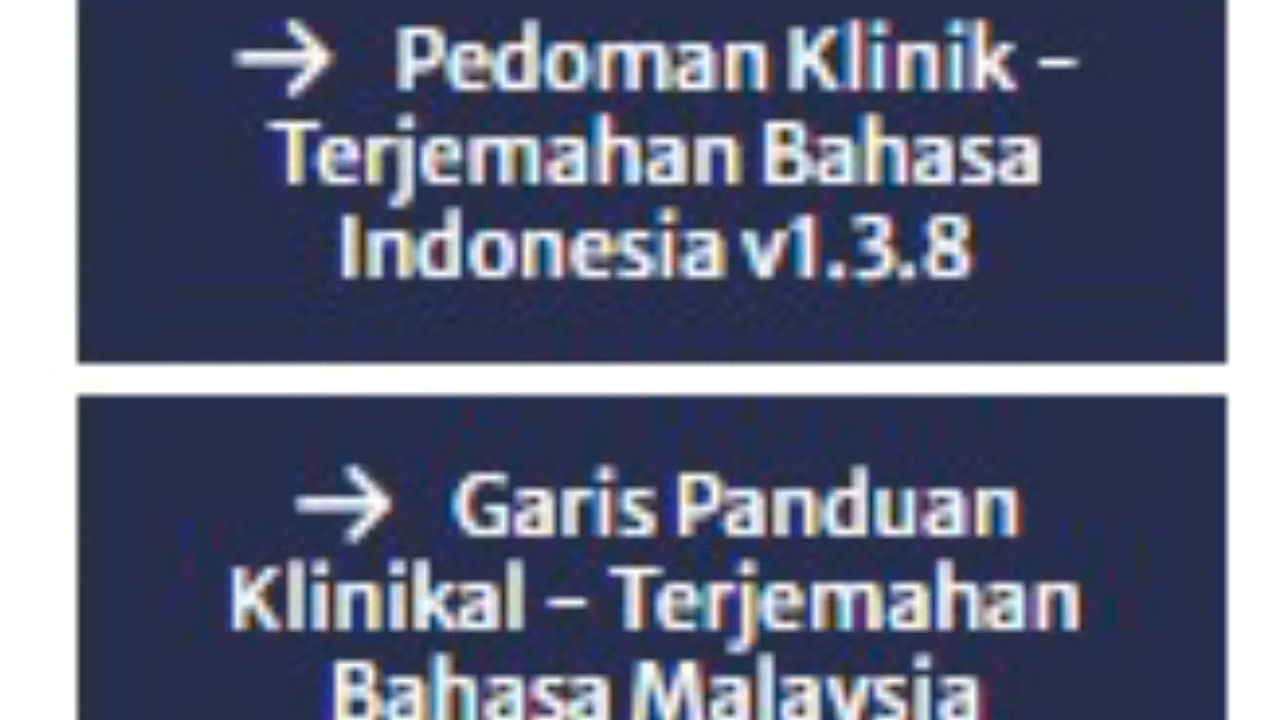 → Pedoman Klinik –
Terjemahan Bahasa
Indonesia v1.3.8
→ Garis Panduan
Klinikal – Terjemahan
Bahasa Malaysia